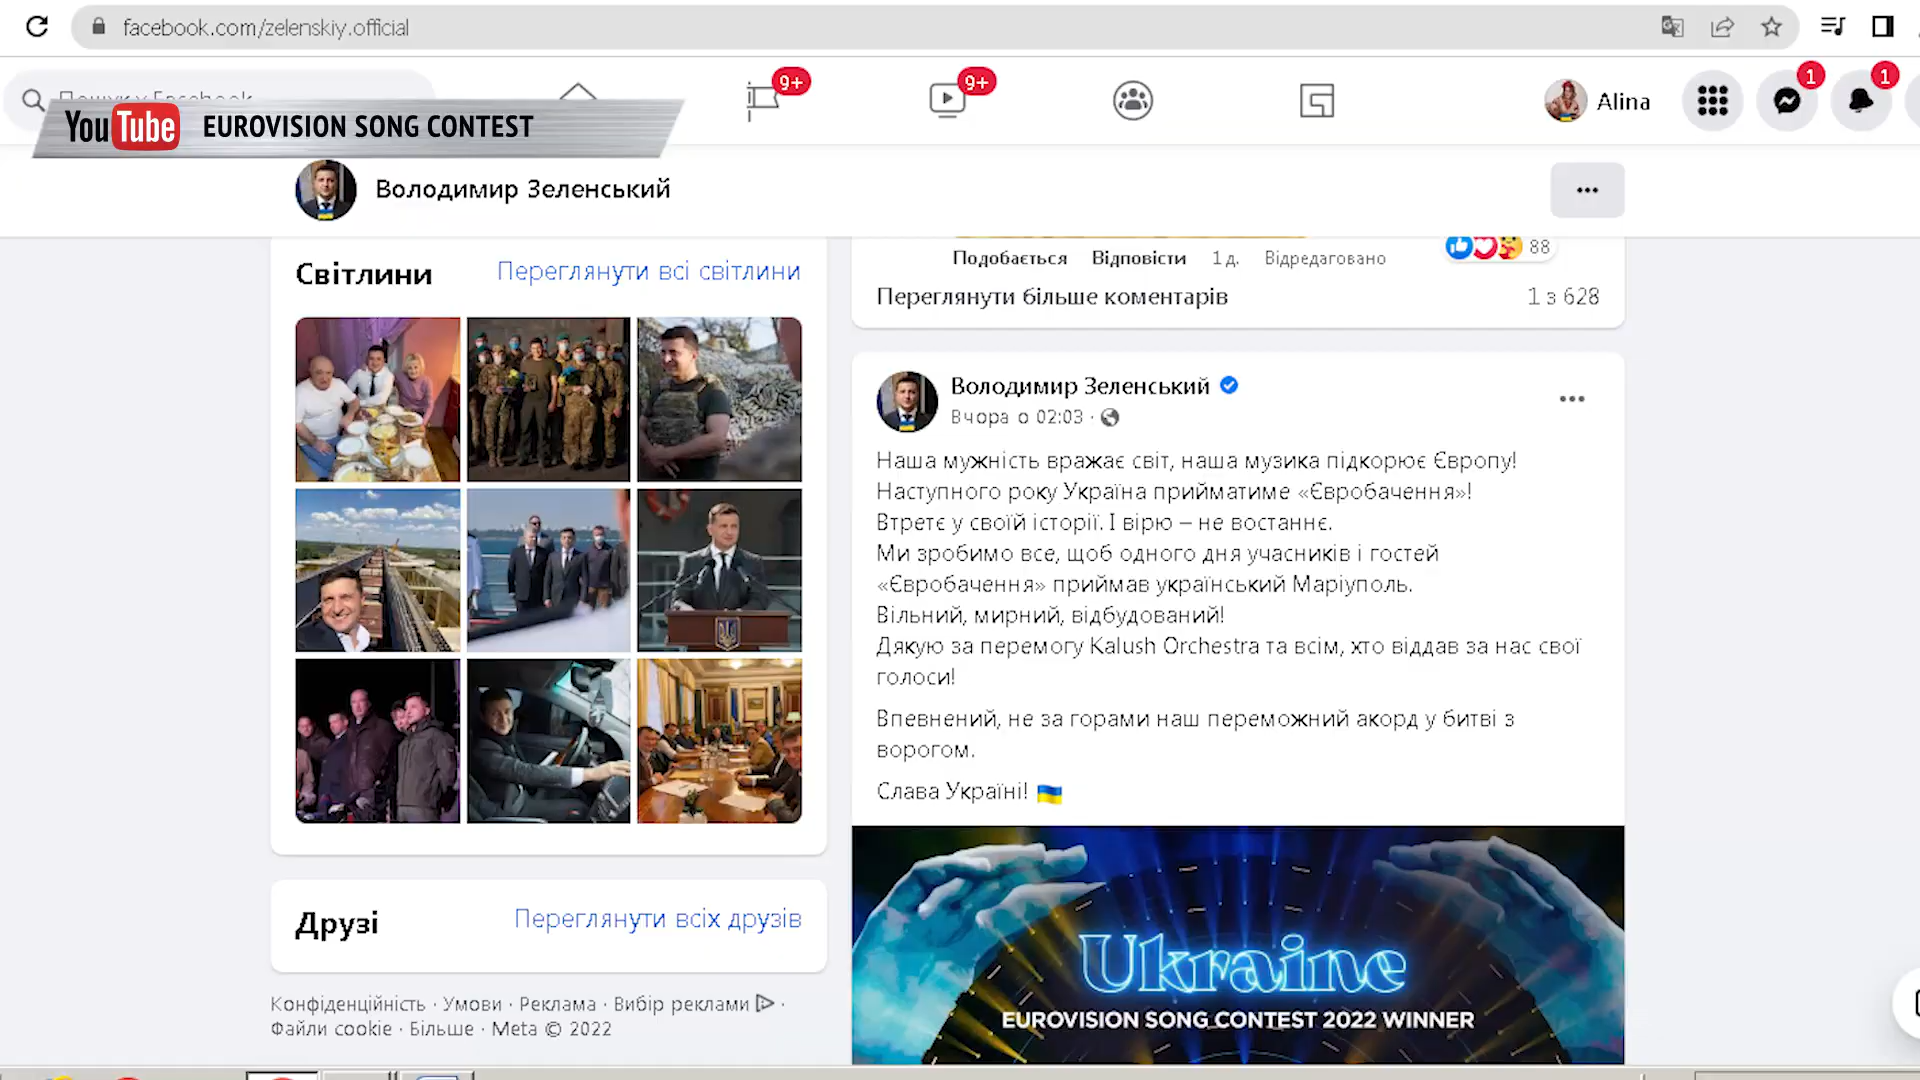 facebook.com/zelenskiy.official
9+
9+
Alina
1
1
YouTube EUROVISION SONG CONTEST
Володимир Зеленський
Світлини
Переглянути всі світлини
Друзі
Переглянути всіх друзів
Конфіденційність · Умови · Реклама · Вибір реклами ·
Файли cookie · Більше · Meta © 2022
Подобається Відповісти 1 д. Відредаговано
88
Переглянути більше коментарів
1 з 628
Володимир Зеленський
Вчора о 02:03 ·
Наша мужність вражає світ, наша музика підкорює Європу!
Наступного року Україна прийматиме «Євробачення»!
Втретє у своїй історії. І вірю – не востаннє.
Ми зробимо все, щоб одного дня учасників і гостей
«Євробачення» приймав український Маріуполь.
Вільний, мирний, відбудований!
Дякую за перемогу Kalush Orchestra та всім, хто віддав за нас свої
голоси!
Впевнений, не за горами наш переможний акорд у битві з
ворогом.
Слава Україні! 🇺🇦
Ukraine
EUROVISION SONG CONTEST 2022 WINNER